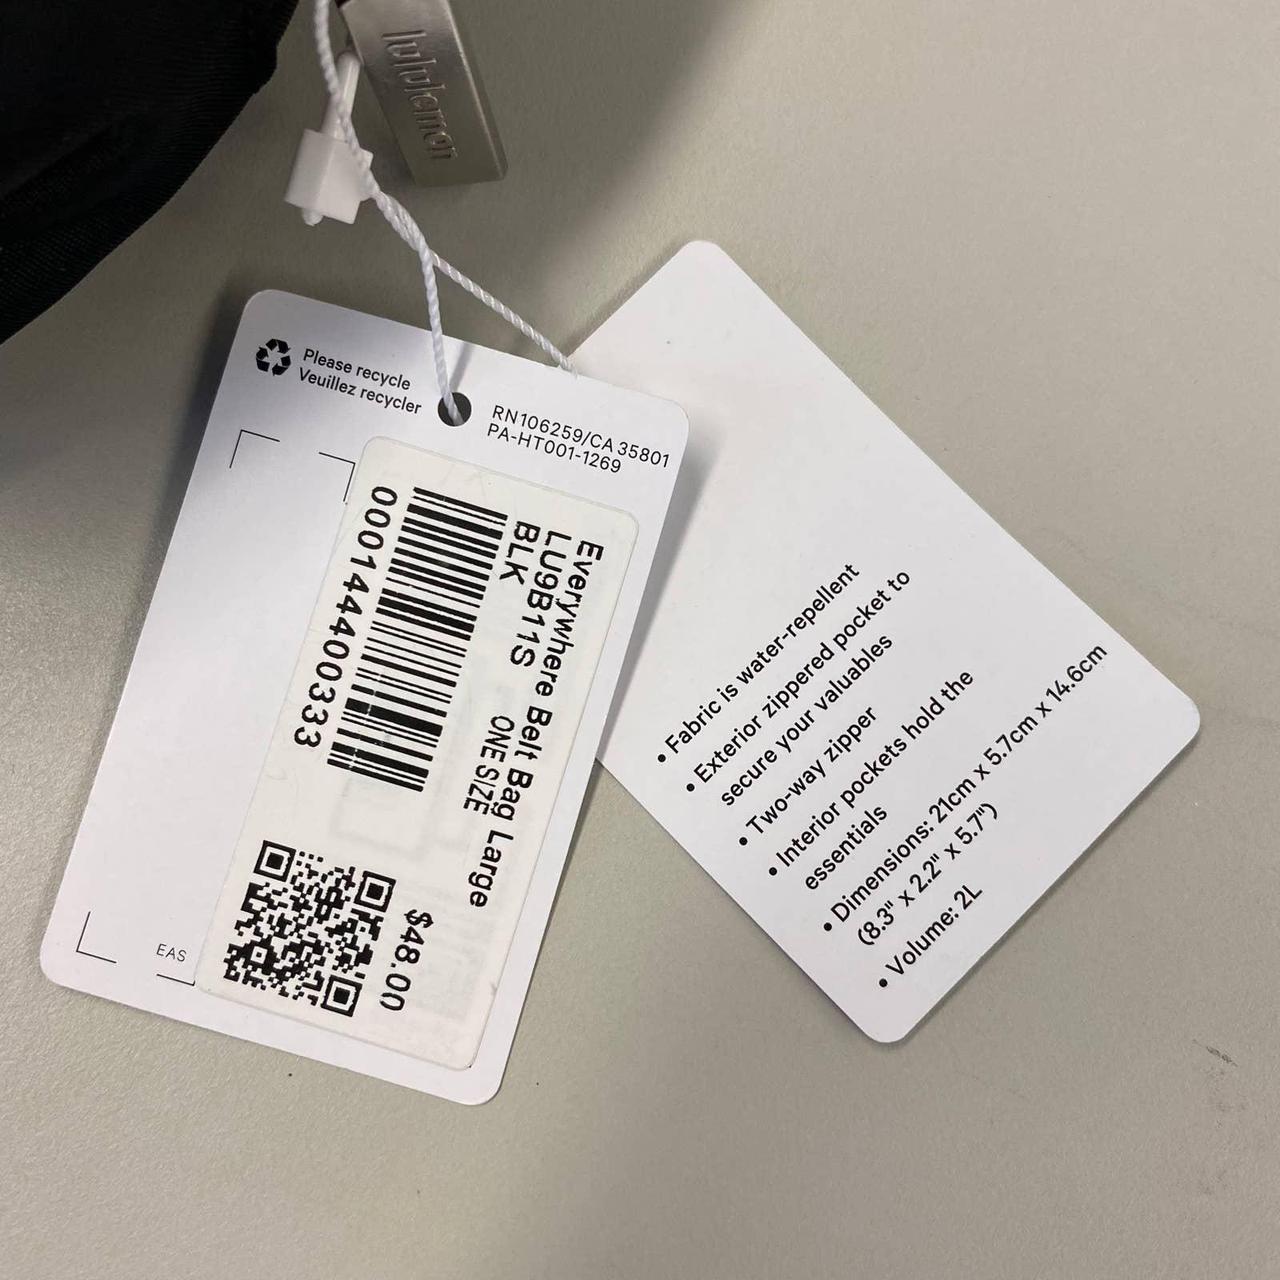 lululemon
Please recycle
Veuillez recycler
RN106259/CA 35801
PA-HT001-1269
Everywhere Belt Bag Large
LU9B11S
BLK
ONE SIZE
000144400333
$48.00
EAS
• Fabric is water-repellent
• Exterior zippered pocket to
secure your valuables
• Two-way zipper
• Interior pockets hold the
essentials
• Dimensions: 21cm x 5.7cm x 14.6cm
(8.3" x 2.2" x 5.7")
• Volume: 2L